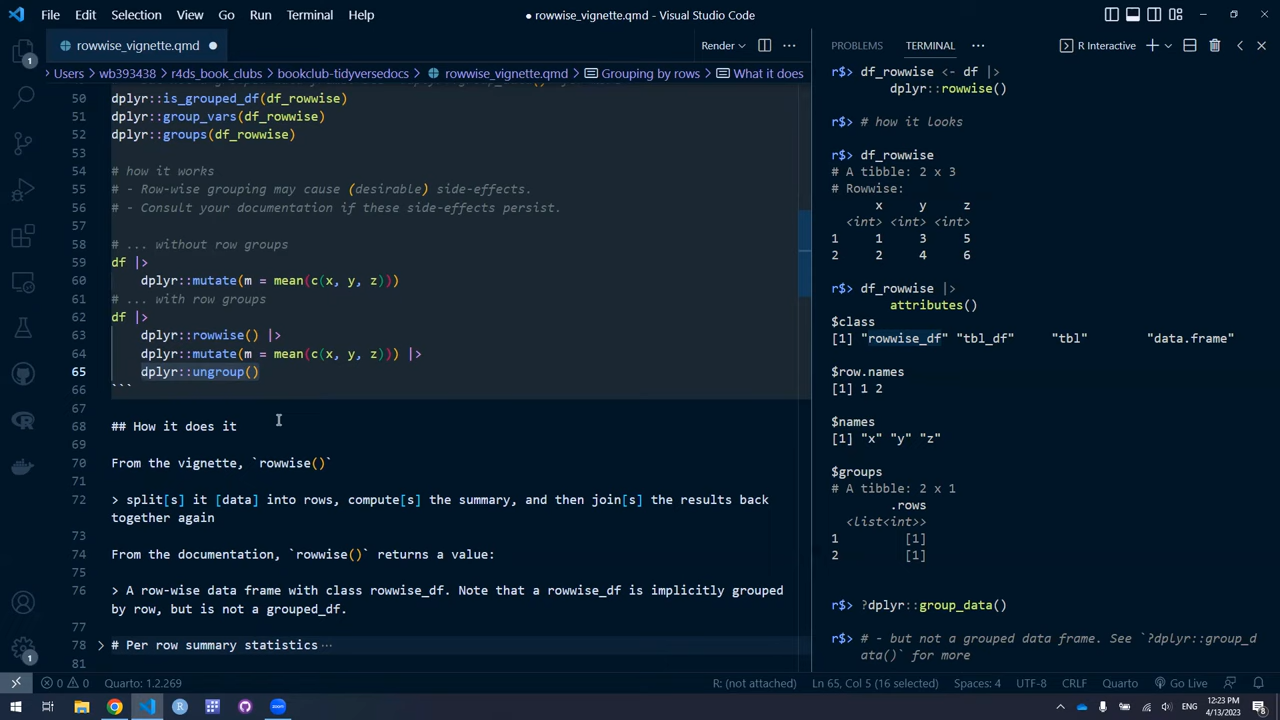 File Edit Selection View Go Run Terminal Help
● rowwise_vignette.qmd - Visual Studio Code
rowwise_vignette.qmd ●
Render
Users > wb393438 > r4ds_book_clubs > bookclub-tidyversedocs > rowwise_vignette.qmd > Grouping by rows > What it does
50 dplyr::is_grouped_df(df_rowwise)
51 dplyr::group_vars(df_rowwise)
52 dplyr::groups(df_rowwise)
53
54 # how it works
55 # - Row-wise grouping may cause (desirable) side-effects.
56 # - Consult your documentation if these side-effects persist.
57
58 # ... without row groups
59 df |>
60 dplyr::mutate(m = mean(c(x, y, z)))
61 # ... with row groups
62 df |>
63 dplyr::rowwise() |>
64 dplyr::mutate(m = mean(c(x, y, z))) |>
65 dplyr::ungroup()
66 ```
67
68 ## How it does it
69
70 From the vignette, `rowwise()`
71
72 > split[s] it [data] into rows, compute[s] the summary, and then join[s] the results back
together again
73
74 From the documentation, `rowwise()` returns a value:
75
76 > A row-wise data frame with class rowwise_df. Note that a rowwise_df is implicitly grouped
by row, but is not a grouped_df.
77
78 > # Per row summary statistics ⋯
81
PROBLEMS TERMINAL ⋯ R Interactive
r$> df_rowwise <- df |>
dplyr::rowwise()
r$> # how it looks
r$> df_rowwise
# A tibble: 2 x 3
# Rowwise:
x y z
<int> <int> <int>
1 1 3 5
2 2 4 6
r$> df_rowwise |>
attributes()
$class
[1] "rowwise_df" "tbl_df" "tbl" "data.frame"
$row.names
[1] 1 2
$names
[1] "x" "y" "z"
$groups
# A tibble: 2 x 1
.rows
<list<int>>
1 [1]
2 [1]
r$> ?dplyr::group_data()
r$> # - but not a grouped data frame. See `?dplyr::group_d
ata()` for more
0 0 Quarto: 1.2.269
R: (not attached) Ln 65, Col 5 (16 selected) Spaces: 4 UTF-8 CRLF Quarto Go Live
ENG 12:23 PM
4/13/2023